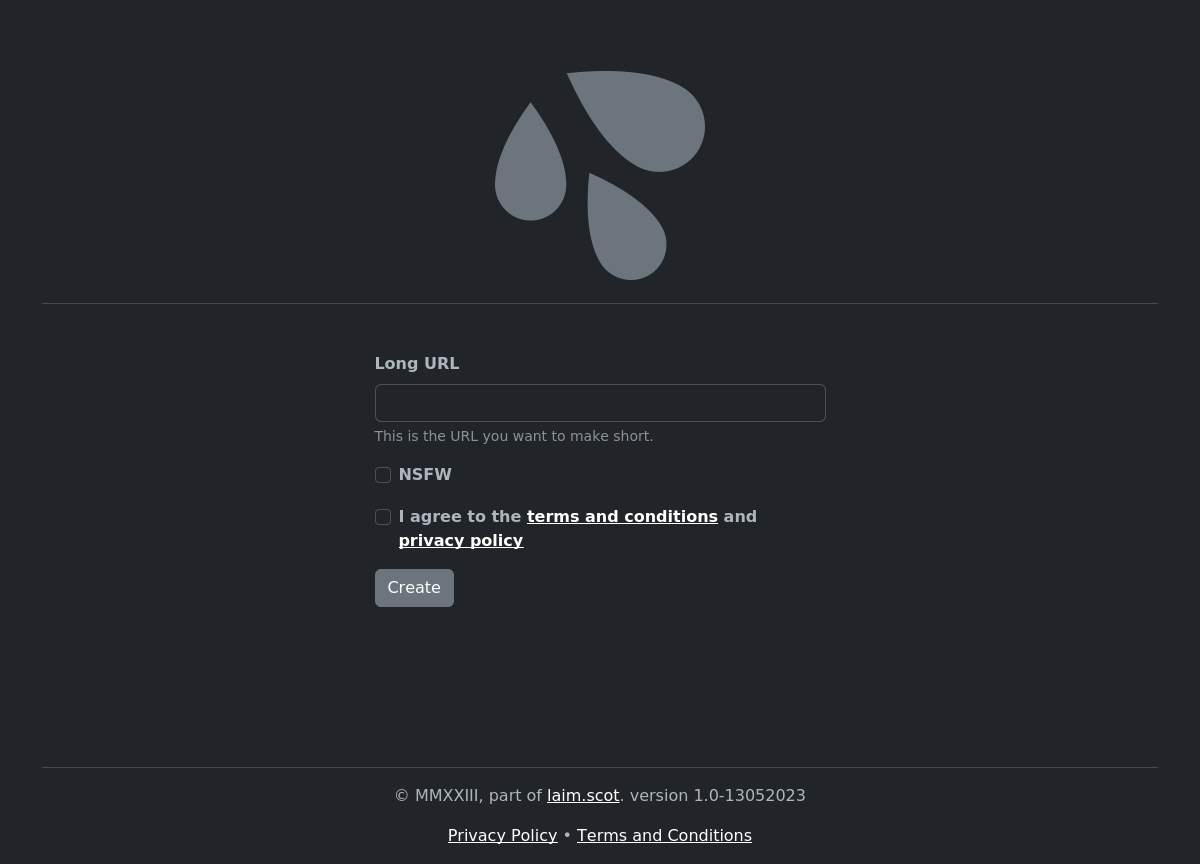 Long URL
This is the URL you want to make short.
NSFW
I agree to the terms and conditions and
privacy policy
Create
© MMXXIII, part of laim.scot. version 1.0-13052023
Privacy Policy • Terms and Conditions